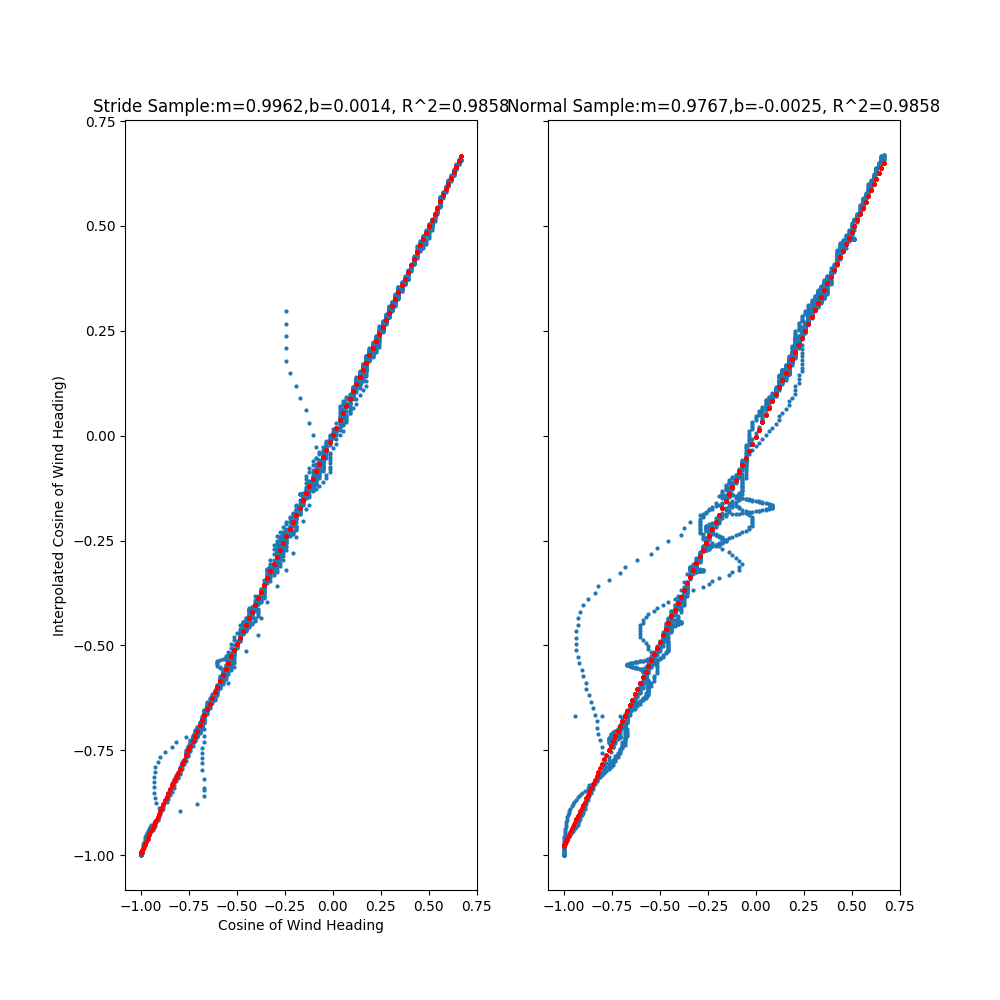 Stride Sample:m=0.9962,b=0.0014, R^2=0.9858
Normal Sample:m=0.9767,b=-0.0025, R^2=0.9858
0.75
0.50
0.25
0.00
−0.25
−0.50
−0.75
−1.00
Interpolated Cosine of Wind Heading)
−1.00 −0.75 −0.50 −0.25 0.00 0.25 0.50 0.75
Cosine of Wind Heading
−1.00 −0.75 −0.50 −0.25 0.00 0.25 0.50 0.75